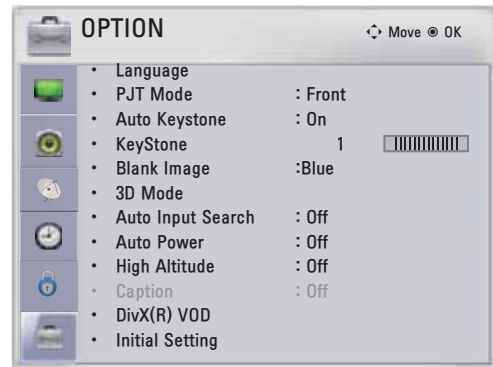 OPTION
Move ◉ OK
• Language
• PJT Mode : Front
• Auto Keystone : On
• KeyStone 1
• Blank Image :Blue
• 3D Mode
• Auto Input Search : Off
• Auto Power : Off
• High Altitude : Off
• Caption : Off
• DivX(R) VOD
• Initial Setting